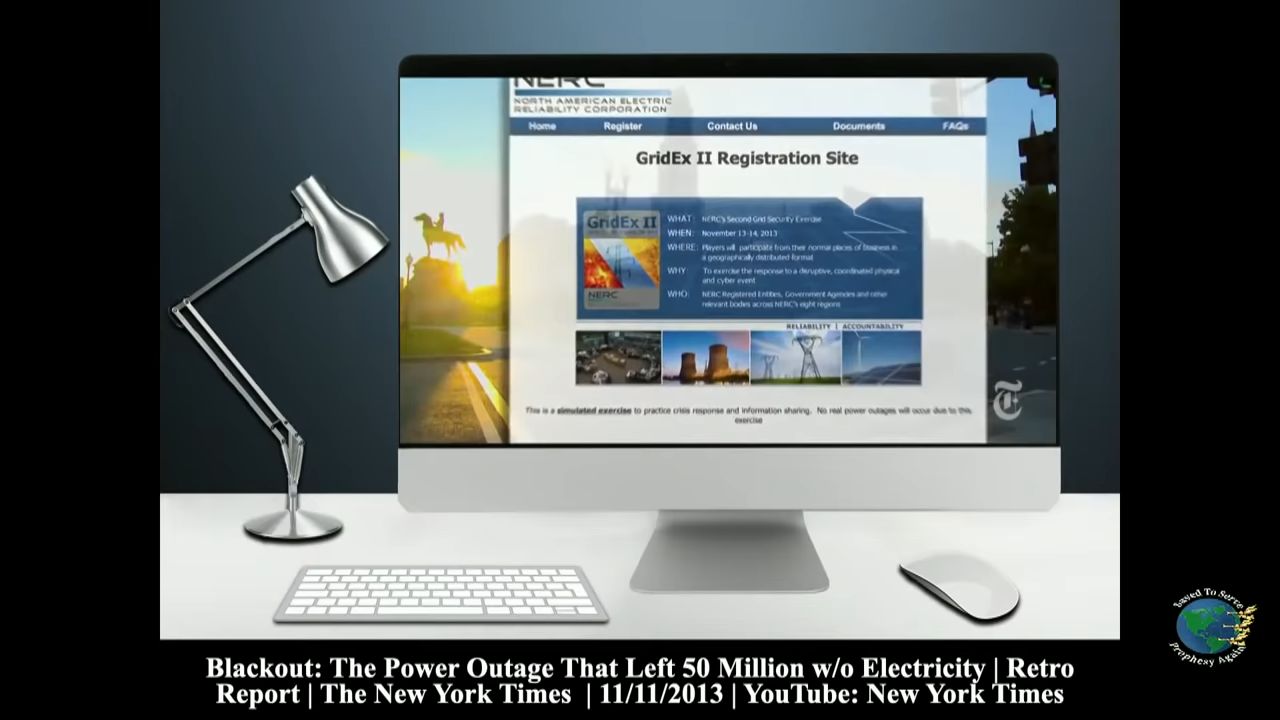 NERC
NORTH AMERICAN ELECTRIC
RELIABILITY CORPORATION
Home Register Contact Us Documents FAQs
GridEx II Registration Site
GridEx II
NERC
WHAT: NERC's Second Grid Security Exercise
WHEN: November 13-14, 2013
WHERE: Players will participate from their normal places of business in
a geographically distributed format
WHY: To exercise the response to a disruptive, coordinated physical
and cyber event
WHO: NERC Registered Entities, Government Agencies and other
relevant bodies across NERC's eight regions
RELIABILITY | ACCOUNTABILITY
This is a simulated exercise to practice crisis response and information sharing. No real power outages will occur due to this
exercise
T
Saved To Serve
Prophesy Again
Blackout: The Power Outage That Left 50 Million w/o Electricity | Retro
Report | The New York Times | 11/11/2013 | YouTube: New York Times